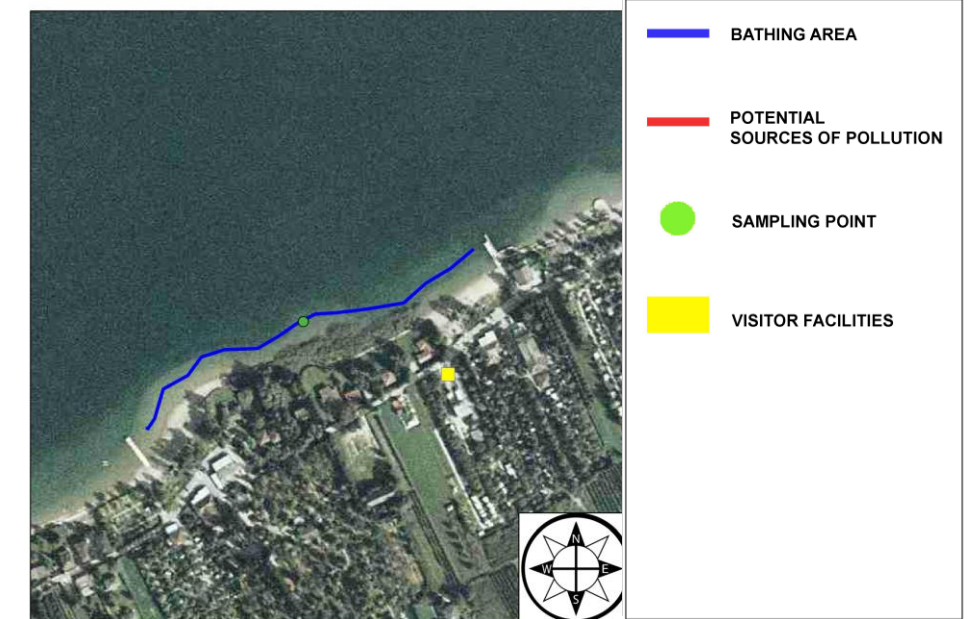 BATHING AREA
POTENTIAL
SOURCES OF POLLUTION
SAMPLING POINT
VISITOR FACILITIES
N
W E
S